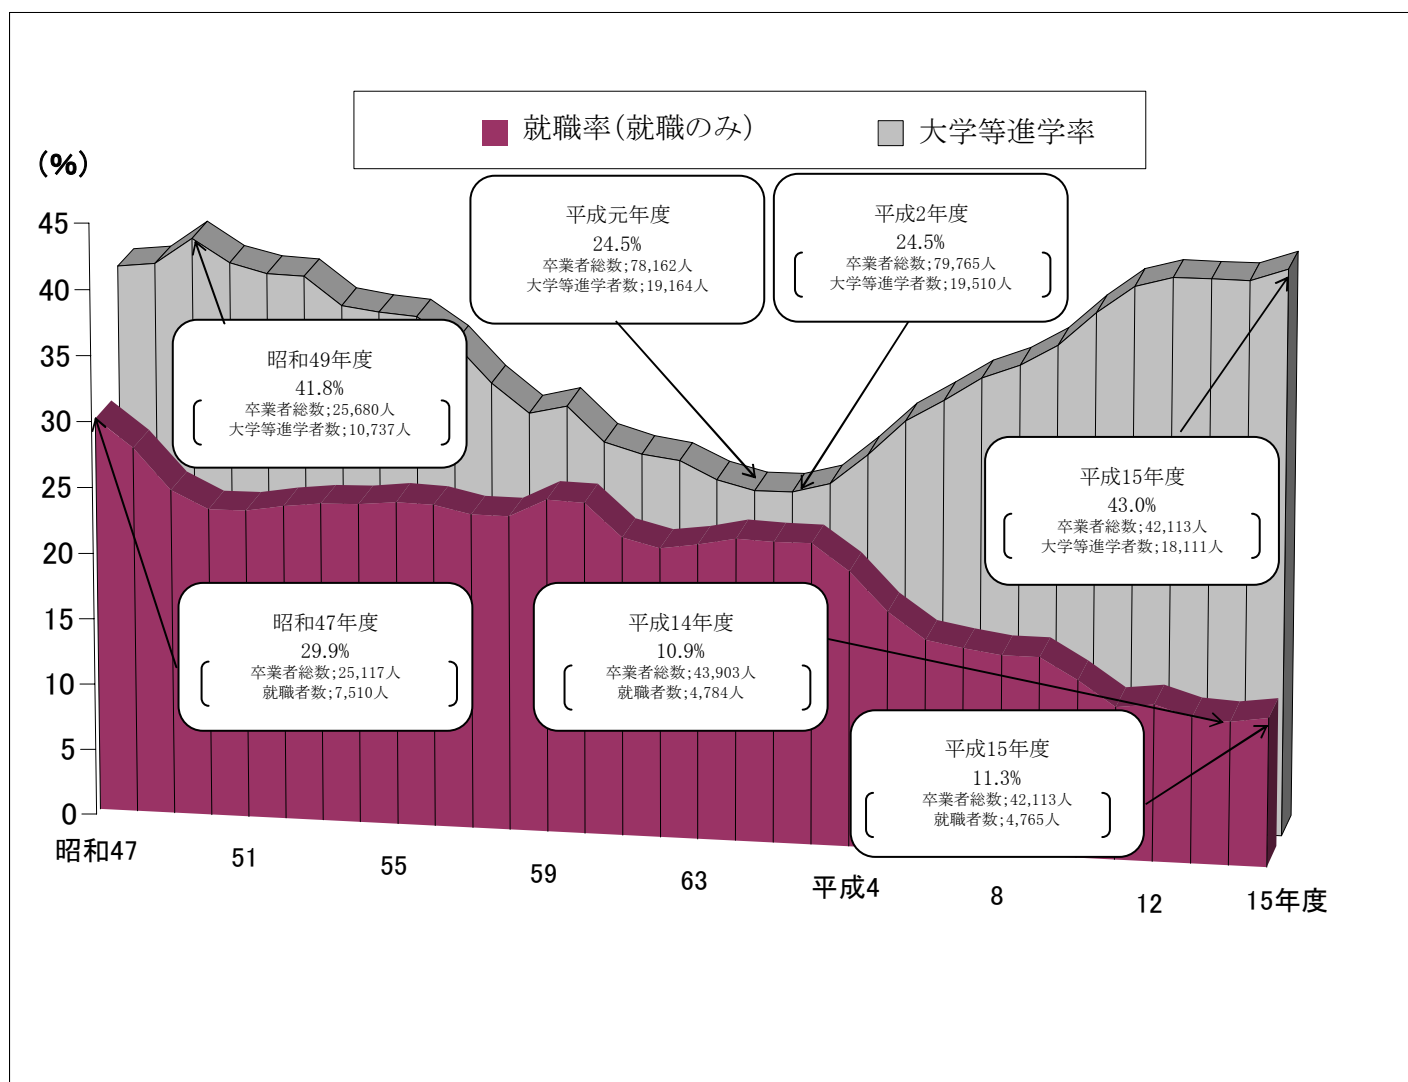 就職率(就職のみ)
大学等進学率
(%)
45
40
35
30
25
20
15
10
5
0
平成元年度
24.5%
卒業者総数;78,162人
大学等進学者数;19,164人
平成2年度
24.5%
卒業者総数;79,765人
大学等進学者数;19,510人
昭和49年度
41.8%
卒業者総数;25,680人
大学等進学者数;10,737人
平成15年度
43.0%
卒業者総数;42,113人
大学等進学者数;18,111人
昭和47年度
29.9%
卒業者総数;25,117人
就職者数;7,510人
平成14年度
10.9%
卒業者総数;43,903人
就職者数;4,784人
平成15年度
11.3%
卒業者総数;42,113人
就職者数;4,765人
昭和47
51
55
59
63
平成4
8
12
15年度